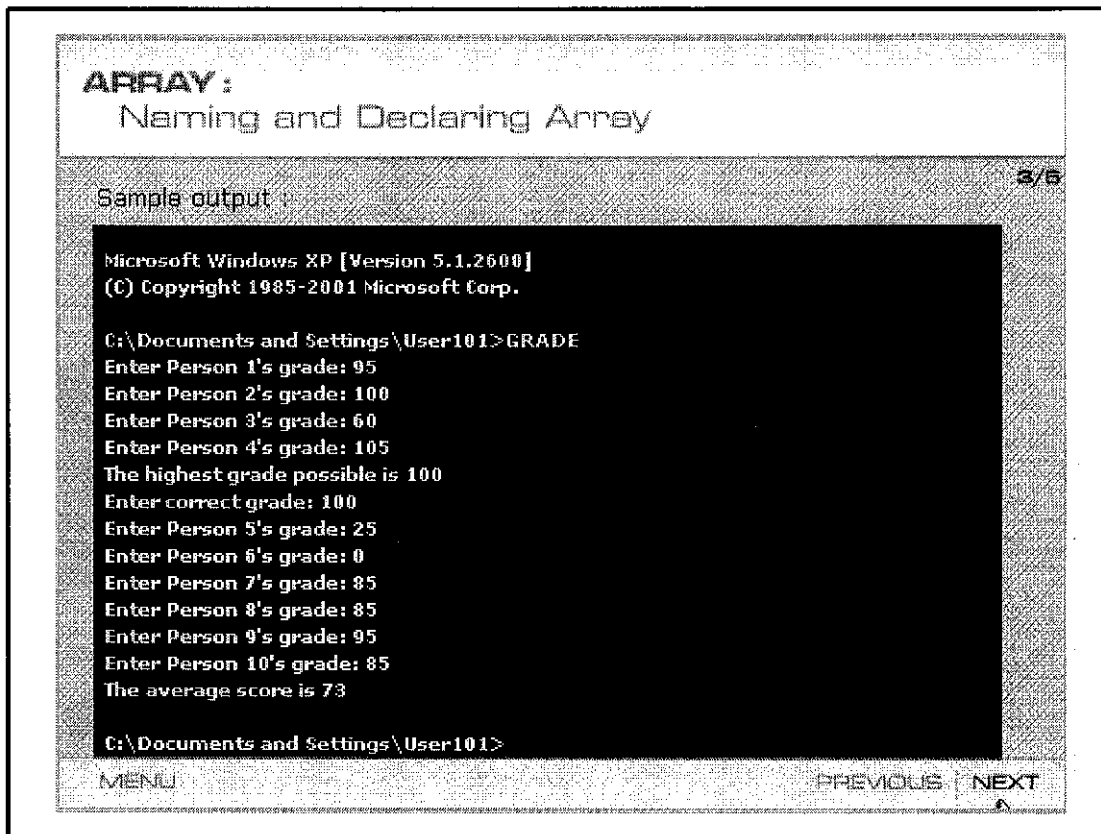 ARRAY :
Naming and Declaring Array
3/6
Sample output :
Microsoft Windows XP [Version 5.1.2600]
(C) Copyright 1985-2001 Microsoft Corp.
C:\Documents and Settings\User101>GRADE
Enter Person 1's grade: 95
Enter Person 2's grade: 100
Enter Person 3's grade: 60
Enter Person 4's grade: 105
The highest grade possible is 100
Enter correct grade: 100
Enter Person 5's grade: 25
Enter Person 6's grade: 0
Enter Person 7's grade: 85
Enter Person 8's grade: 85
Enter Person 9's grade: 95
Enter Person 10's grade: 85
The average score is 73
C:\Documents and Settings\User101>
MENU
PREVIOUS | NEXT